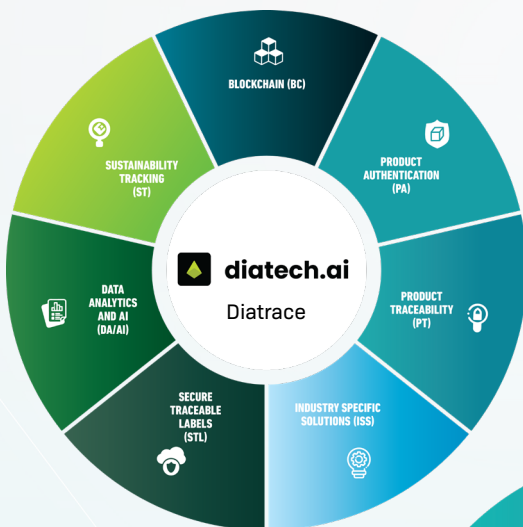 BLOCKCHAIN (BC)
PRODUCT
AUTHENTICATION
(PA)
PRODUCT
TRACEABILITY
(PT)
INDUSTRY SPECIFIC
SOLUTIONS (ISS)
SECURE
TRACEABLE
LABELS
(STL)
DATA
ANALYTICS
AND AI
(DA/AI)
SUSTAINABILITY
TRACKING
(ST)
diatech.ai
Diatrace